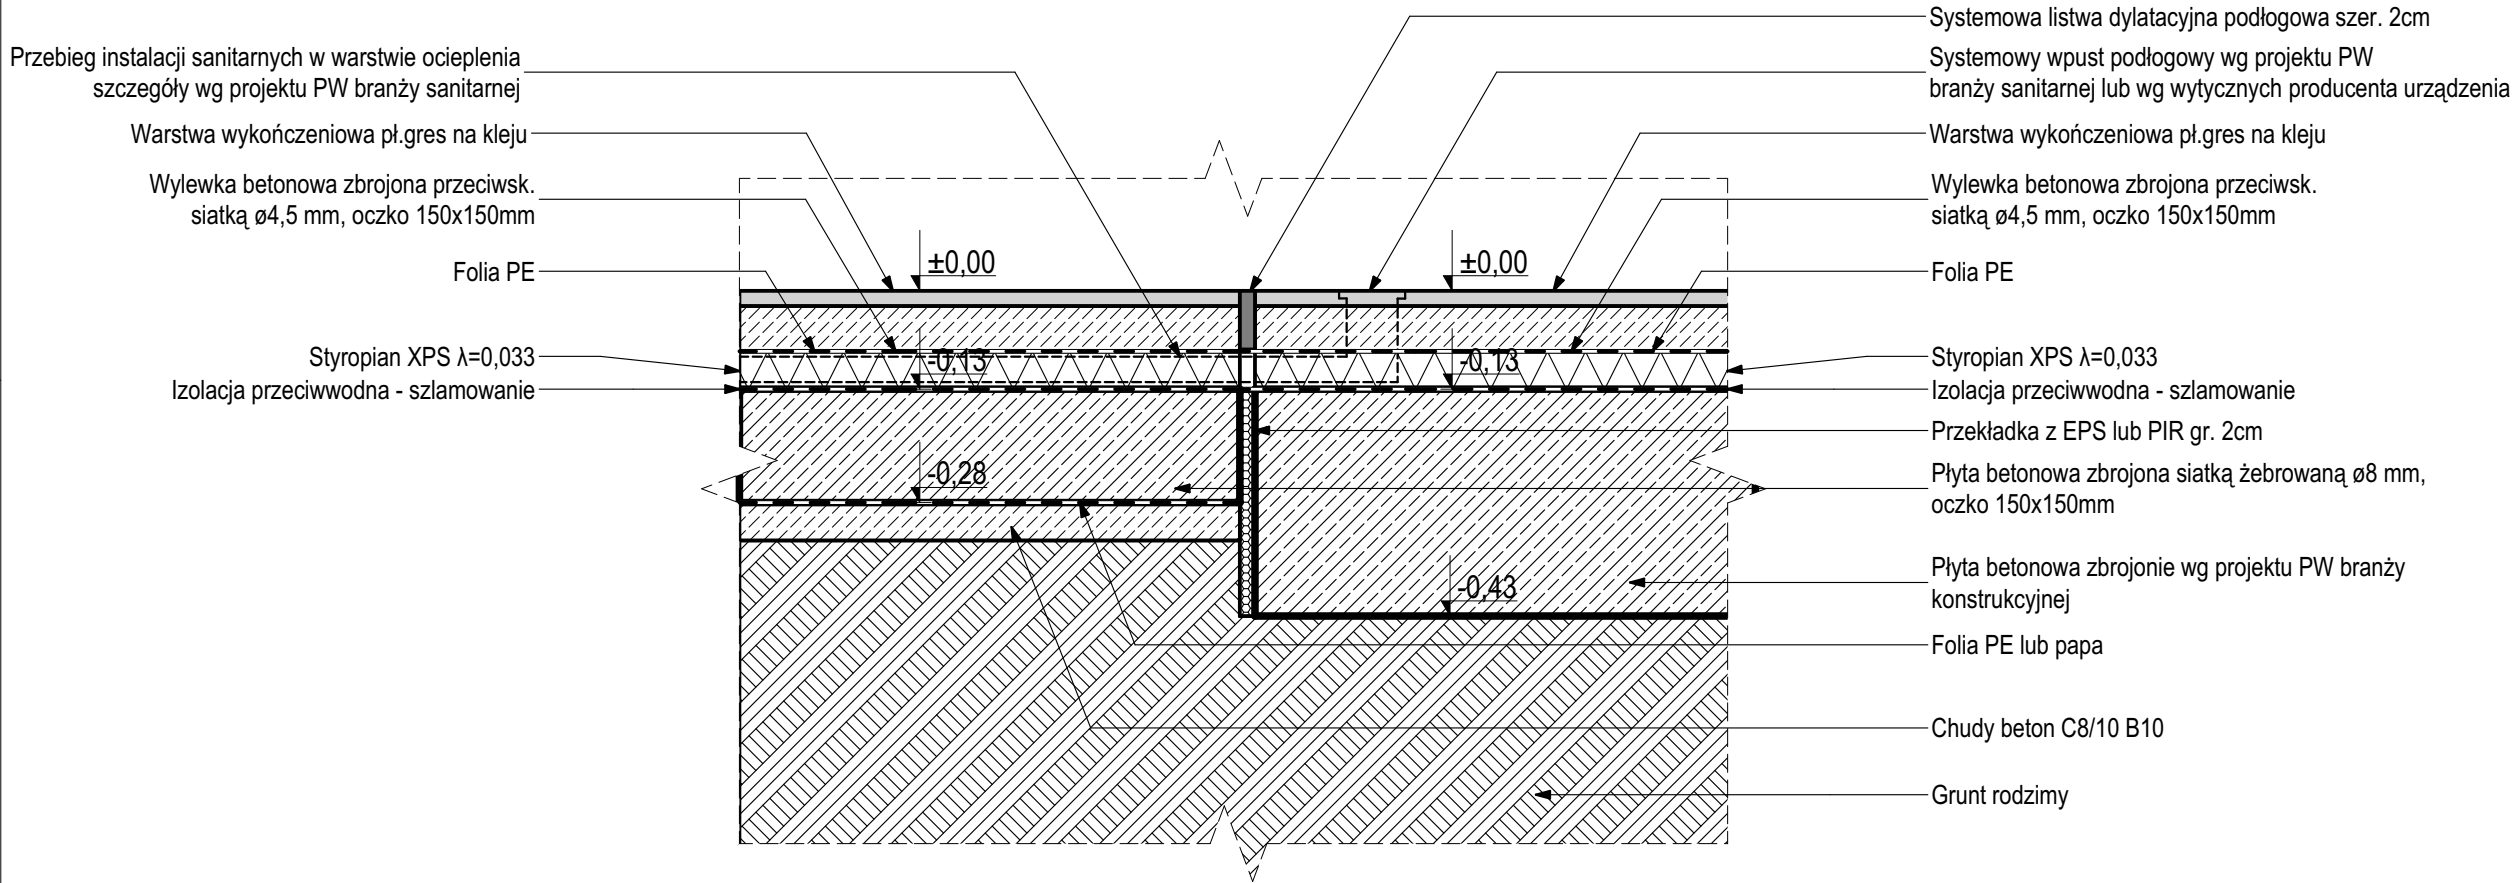 Przebieg instalacji sanitarnych w warstwie ocieplenia
szczegóły wg projektu PW branży sanitarnej
Warstwa wykończeniowa pł.gres na kleju
Wylewka betonowa zbrojona przeciwsk.
siatką ø4,5 mm, oczko 150x150mm
Folia PE
Styropian XPS λ=0,033
Izolacja przeciwwodna - szlamowanie
±0,00
±0,00
-0,13
-0,13
-0,28
-0,43
Systemowa listwa dylatacyjna podłogowa szer. 2cm
Systemowy wpust podłogowy wg projektu PW
branży sanitarnej lub wg wytycznych producenta urządzenia
Warstwa wykończeniowa pł.gres na kleju
Wylewka betonowa zbrojona przeciwsk.
siatką ø4,5 mm, oczko 150x150mm
Folia PE
Styropian XPS λ=0,033
Izolacja przeciwwodna - szlamowanie
Przekładka z EPS lub PIR gr. 2cm
Płyta betonowa zbrojona siatką żebrowaną ø8 mm,
oczko 150x150mm
Płyta betonowa zbrojonie wg projektu PW branży
konstrukcyjnej
Folia PE lub papa
Chudy beton C8/10 B10
Grunt rodzimy